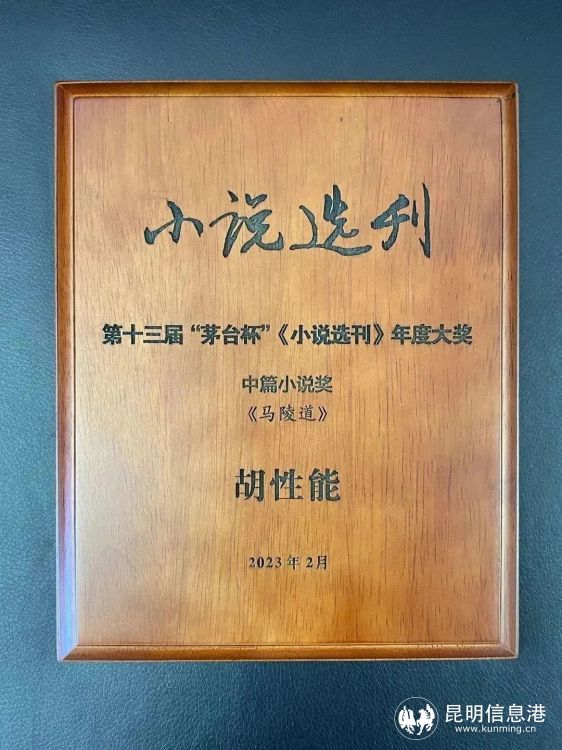 小说选刊
第十三届“茅台杯”《小说选刊》年度大奖
中篇小说奖
《马陵道》
胡性能
2023年2月
昆明信息港
www.kunming.cn